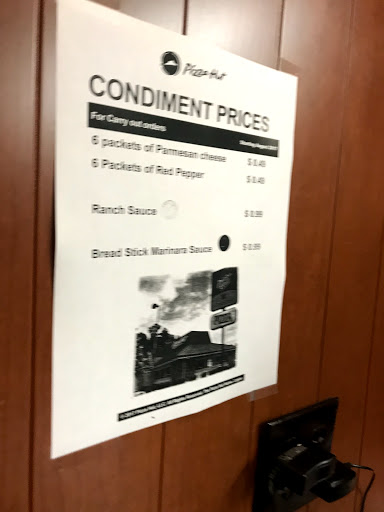 Pizza Hut
CONDIMENT PRICES
For Carry out orders
6 packets of Parmesan cheese $ 0.49
6 Packets of Red Pepper $ 0.49
Ranch Sauce $ 0.99
Bread Stick Marinara Sauce $ 0.99